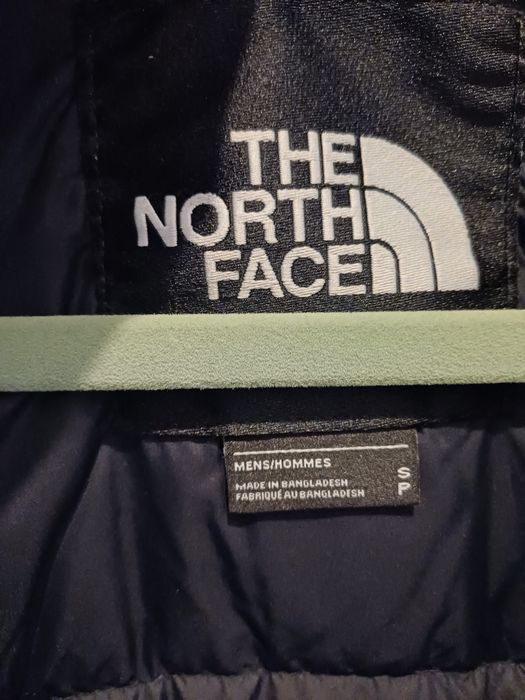 THE
NORTH
FACE
MENS/HOMMES
MADE IN BANGLADESH
FABRIQUÉ AU BANGLADESH
S
P